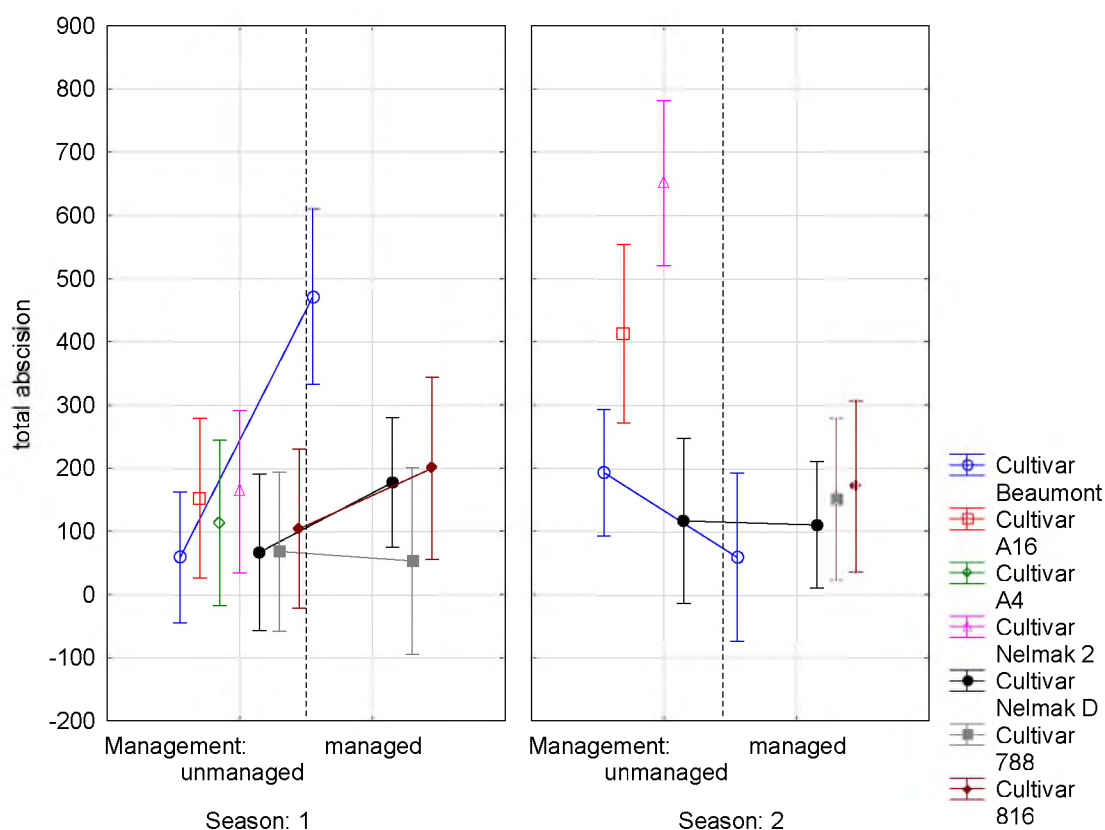 900
800
700
600
500
400
300
200
100
0
-100
-200
total abscision
Management: managed
unmanaged
Season: 1
Management: managed
unmanaged
Season: 2
Cultivar
Beaumont
Cultivar
A16
Cultivar
A4
Cultivar
Nelmak 2
Cultivar
Nelmak D
Cultivar
788
Cultivar
816